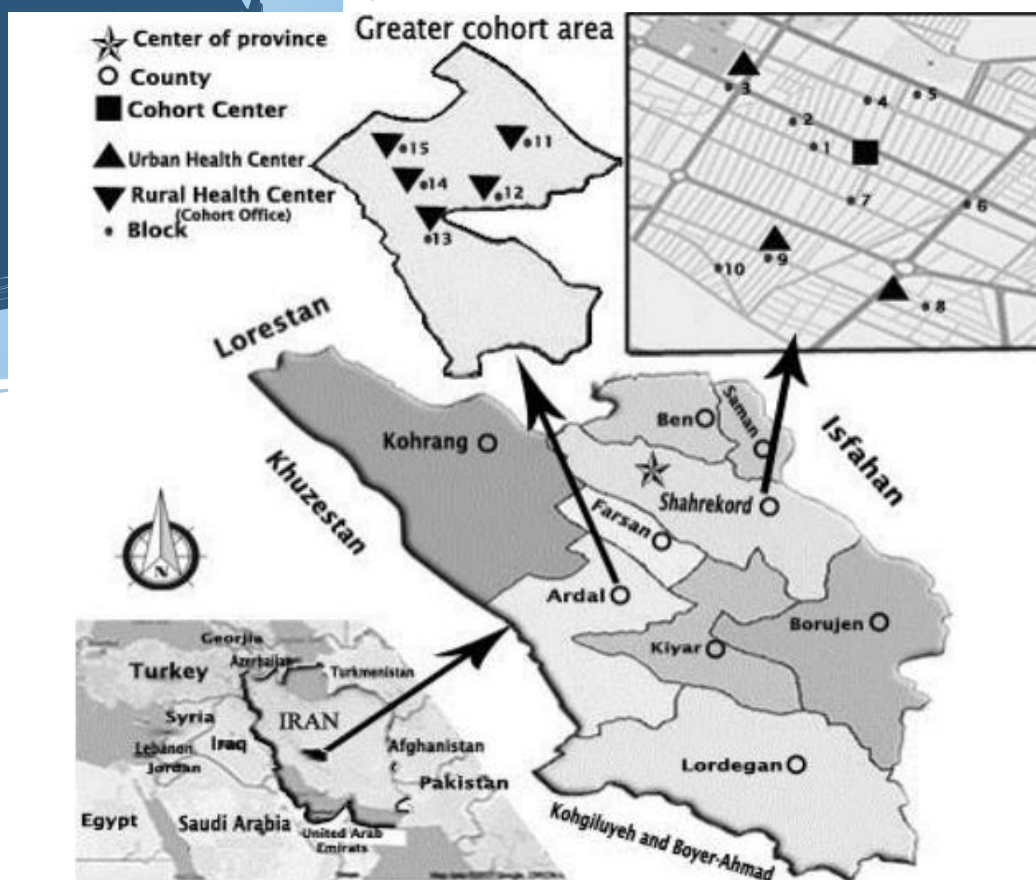 Center of province
County
Cohort Center
Urban Health Center
Rural Health Center
(Cohort Office)
Block
Greater cohort area
15
11
14
12
13
3
4
5
2
1
7
6
9
10
8
Lorestan
Khuzestan
Isfahan
Kohgiluyeh and Boyer-Ahmad
Kohrang
Ben
Saman
Shahrekord
Farsan
Ardal
Kiyar
Borujen
Lordegan
N
Georjia
Azerbaijan
Turkey
Turkmenistan
Syria
IRAN
Lebanon
Iraq
Afghanistan
Jordan
Pakistan
Egypt
Saudi Arabia
United Arab
Emirats